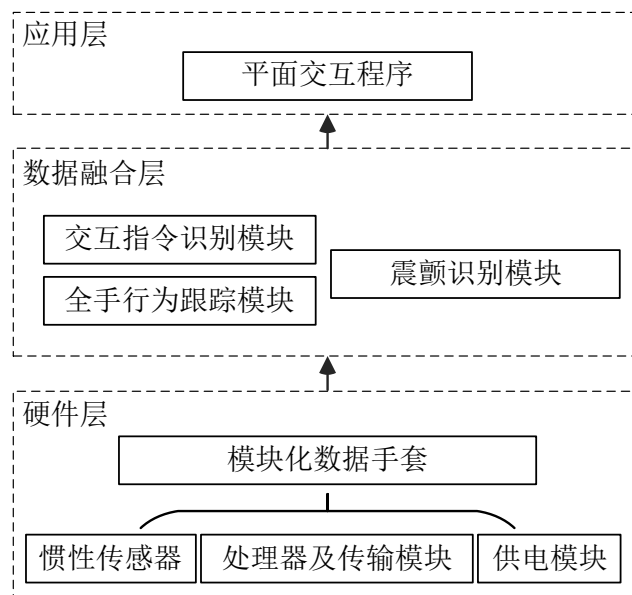 应用层
平面交互程序
数据融合层
交互指令识别模块
震颤识别模块
全手行为跟踪模块
硬件层
模块化数据手套
惯性传感器
处理器及传输模块
供电模块